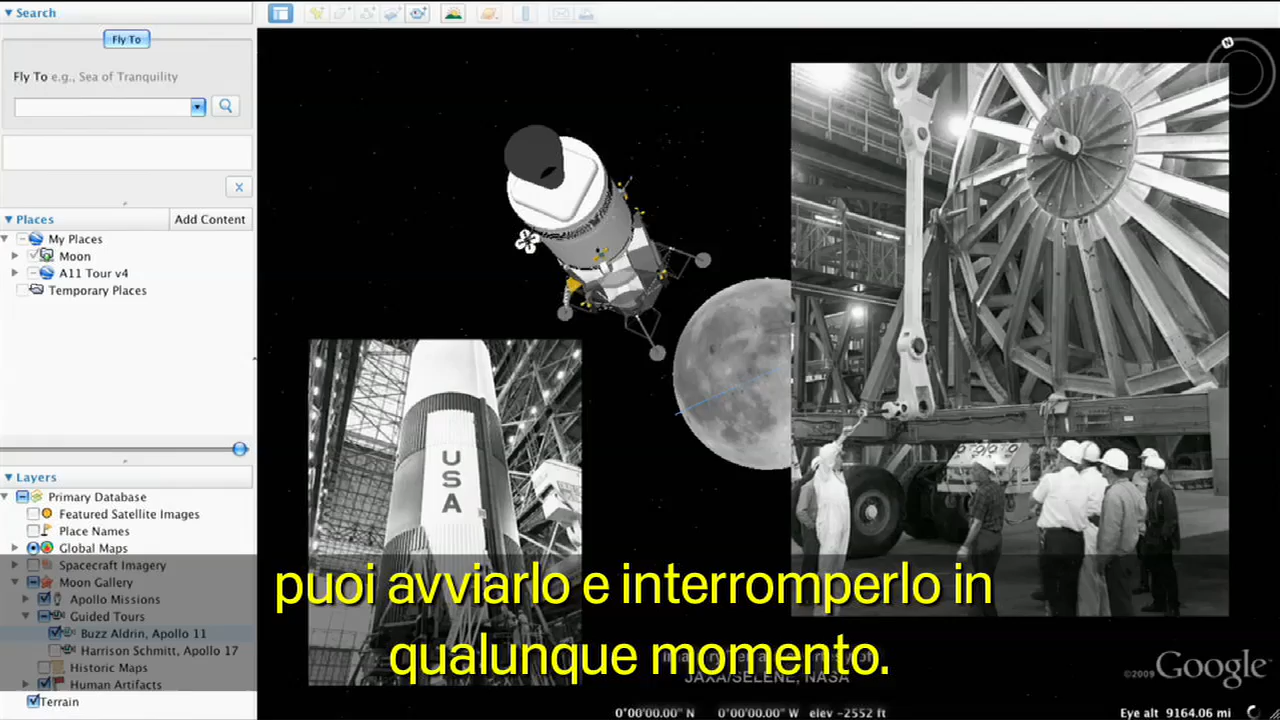 Search
Fly To
Fly To e.g., Sea of Tranquility
Places
Add Content
My Places
Moon
A11 Tour v4
Temporary Places
Layers
Primary Database
Featured Satellite Images
Place Names
Global Maps
Spacecraft Imagery
Moon Gallery
Apollo Missions
Guided Tours
Buzz Aldrin, Apollo 11
Harrison Schmitt, Apollo 17
Historic Maps
Human Artifacts
Terrain
N
USA
puoi avviarlo e interromperlo in
qualunque momento.
JAXA/SELENE, NASA
©2009 Google
0°00'00.00" N 0°00'00.00" W elev -2552 ft
Eye alt 9164.06 mi